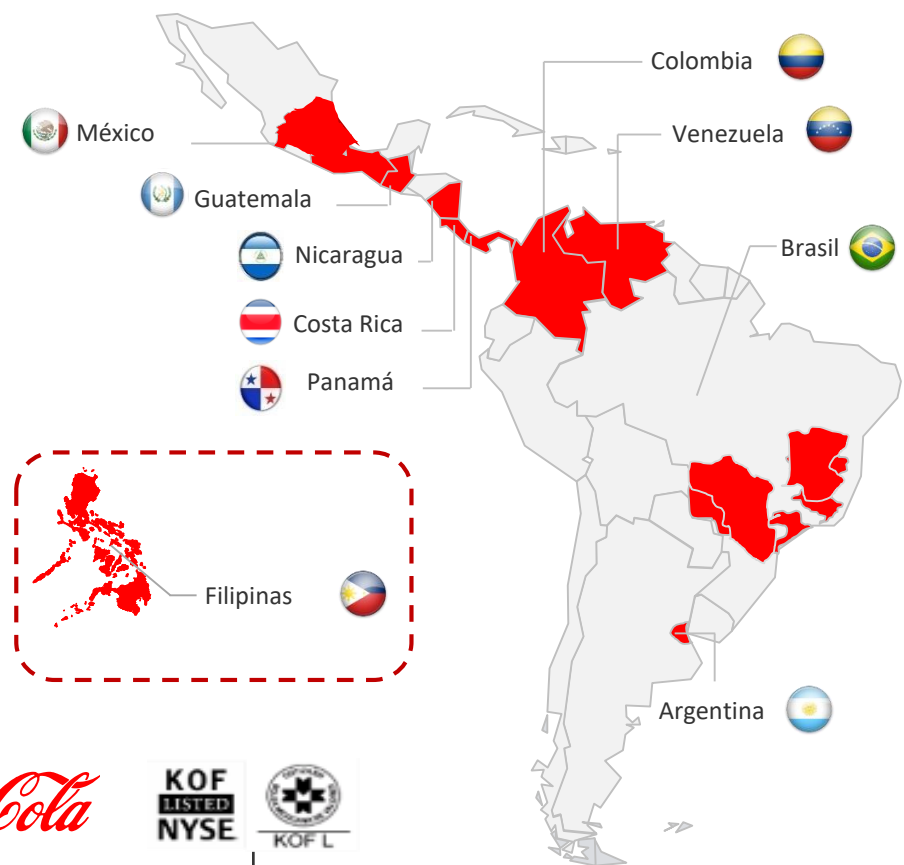 Colombia
México
Venezuela
Guatemala
Brasil
Nicaragua
Costa Rica
Panamá
Filipinas
Argentina
Cola
KOF
LISTED
NYSE
KOF L